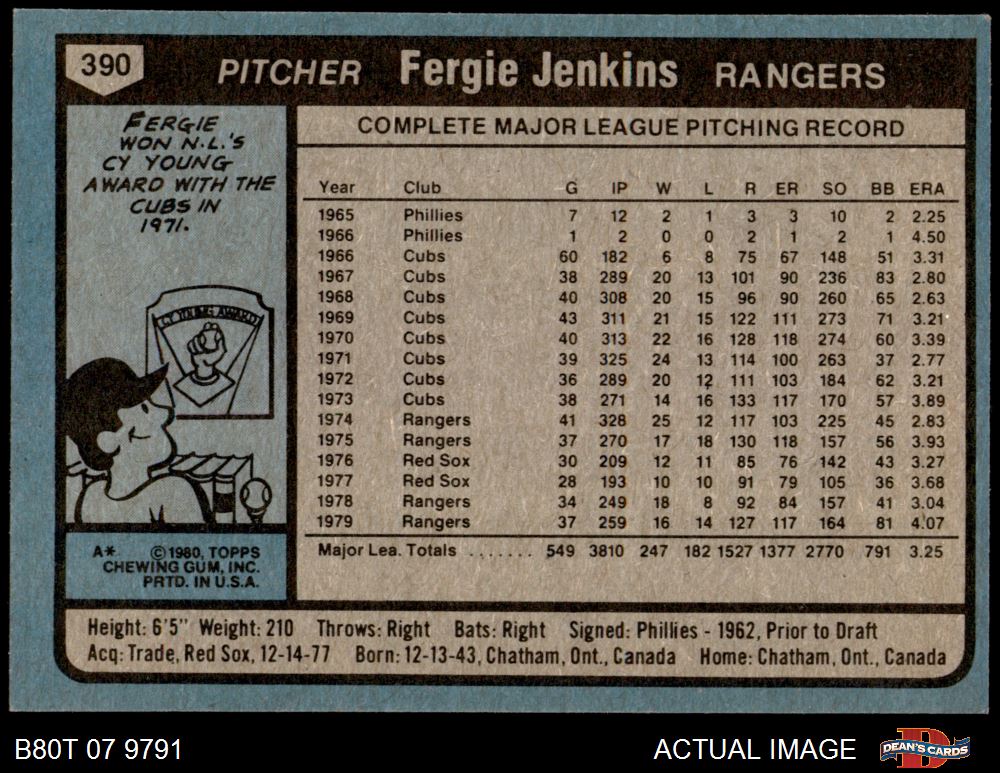 390
PITCHER Fergie Jenkins RANGERS
FERGIE
WON N.L.'S
CY YOUNG
AWARD WITH THE
CUBS IN
1971.
CY YOUNG AWARD
A* ©1980, TOPPS
CHEWING GUM, INC.
PRTD. IN U.S.A.
COMPLETE MAJOR LEAGUE PITCHING RECORD
Year Club G IP W L R ER SO BB ERA
1965 Phillies 7 12 2 1 3 3 10 2 2.25
1966 Phillies 1 2 0 0 2 1 2 1 4.50
1966 Cubs 60 182 6 8 75 67 148 51 3.31
1967 Cubs 38 289 20 13 101 90 236 83 2.80
1968 Cubs 40 308 20 15 96 90 260 65 2.63
1969 Cubs 43 311 21 15 122 111 273 71 3.21
1970 Cubs 40 313 22 16 128 118 274 60 3.39
1971 Cubs 39 325 24 13 114 100 263 37 2.77
1972 Cubs 36 289 20 12 111 103 184 62 3.21
1973 Cubs 38 271 14 16 133 117 170 57 3.89
1974 Rangers 41 328 25 12 117 103 225 45 2.83
1975 Rangers 37 270 17 18 130 118 157 56 3.93
1976 Red Sox 30 209 12 11 85 76 142 43 3.27
1977 Red Sox 28 193 10 10 91 79 105 36 3.68
1978 Rangers 34 249 18 8 92 84 157 41 3.04
1979 Rangers 37 259 16 14 127 117 164 81 4.07
Major Lea. Totals ....... 549 3810 247 182 1527 1377 2770 791 3.25
Height: 6'5" Weight: 210 Throws: Right Bats: Right Signed: Phillies - 1962, Prior to Draft
Acq: Trade, Red Sox, 12-14-77 Born: 12-13-43, Chatham, Ont., Canada Home: Chatham, Ont., Canada
B80T 07 9791 ACTUAL IMAGE DEAN'S CARDS